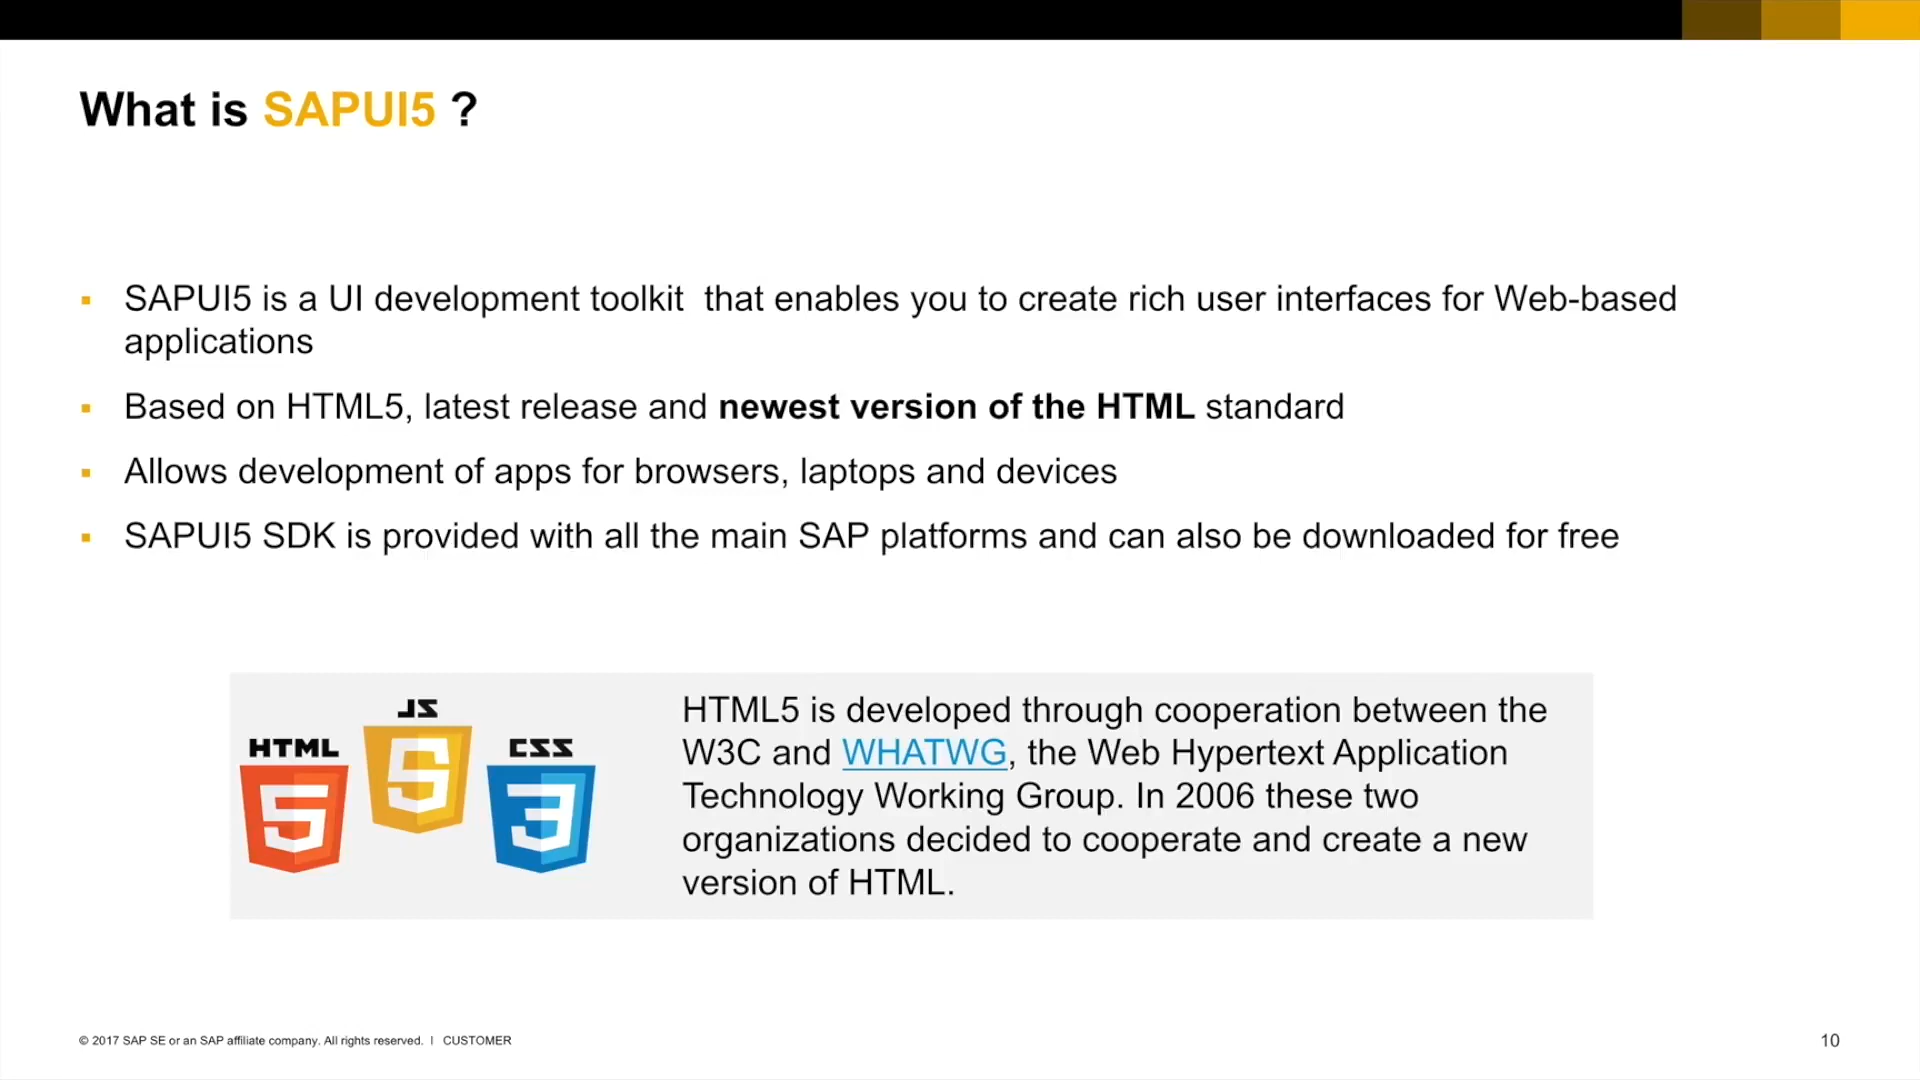 What is SAPUI5 ?
▪ SAPUI5 is a UI development toolkit  that enables you to create rich user interfaces for Web-based
applications
▪ Based on HTML5, latest release and newest version of the HTML standard
▪ Allows development of apps for browsers, laptops and devices
▪ SAPUI5 SDK is provided with all the main SAP platforms and can also be downloaded for free
JS
5
HTML
5
CSS
3
HTML5 is developed through cooperation between the
W3C and WHATWG, the Web Hypertext Application
Technology Working Group. In 2006 these two
organizations decided to cooperate and create a new
version of HTML.
© 2017 SAP SE or an SAP affiliate company. All rights reserved. | CUSTOMER
10